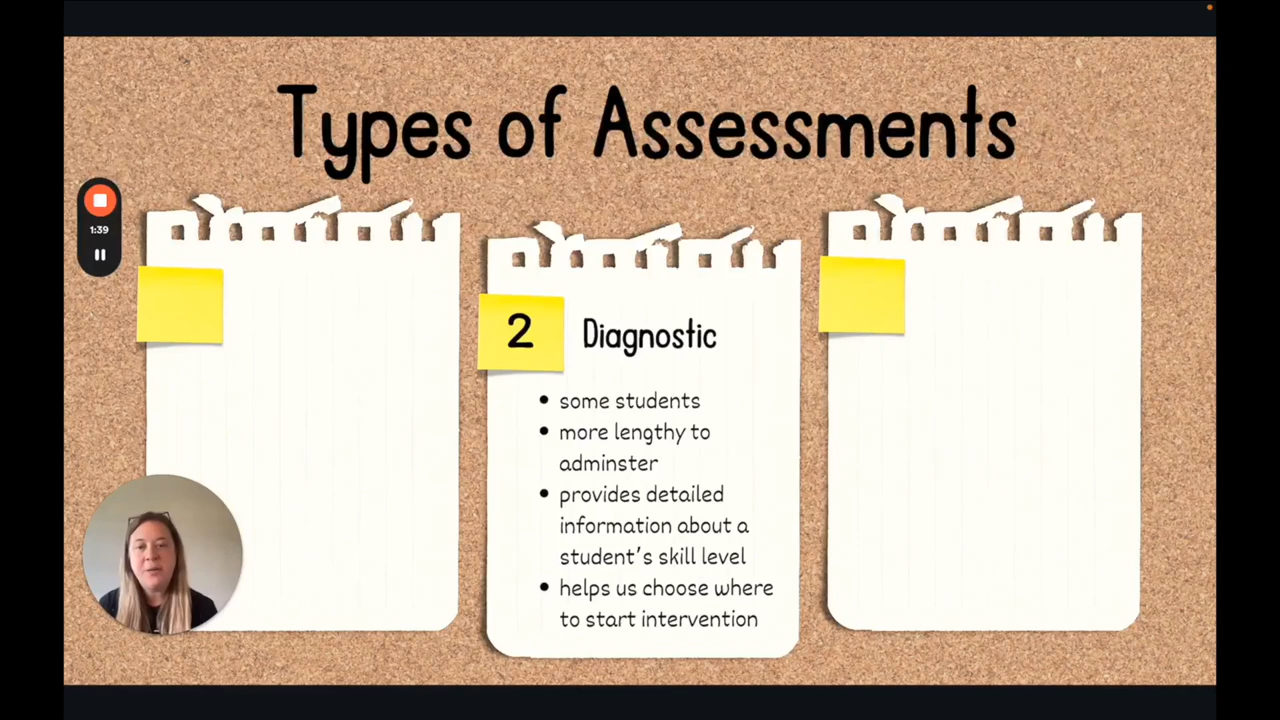 Types of Assessments
1:39
2
Diagnostic
• some students
• more lengthy to
adminster
• provides detailed
information about a
student's skill level
• helps us choose where
to start intervention